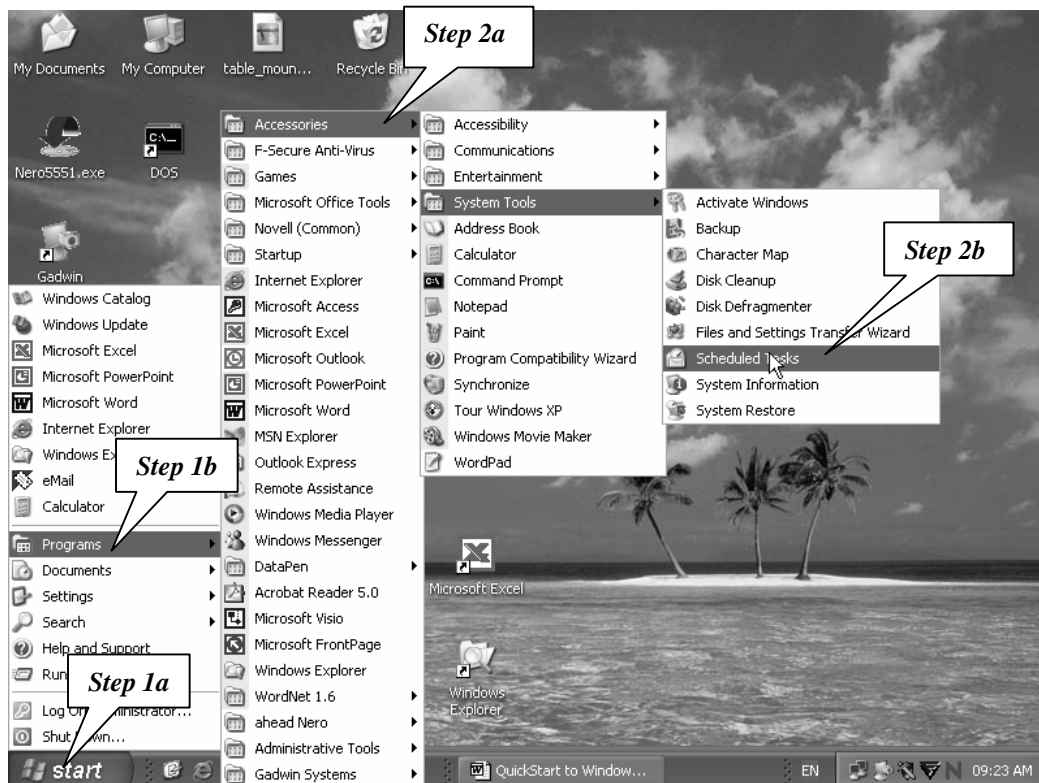 My Documents
My Computer
table_moun...
Recycle Bin
Step 2a
Nero5551.exe
C:\_
DOS
Gadwin
Accessories
F-Secure Anti-Virus
Games
Microsoft Office Tools
Novell (Common)
Startup
Internet Explorer
Microsoft Access
Microsoft Excel
Microsoft Outlook
Microsoft PowerPoint
Microsoft Word
MSN Explorer
Outlook Express
Remote Assistance
Windows Media Player
Windows Messenger
DataPen
Acrobat Reader 5.0
Microsoft Visio
Microsoft FrontPage
Windows Explorer
WordNet 1.6
ahead Nero
Administrative Tools
Gadwin Systems
Accessibility
Communications
Entertainment
System Tools
Address Book
Calculator
Command Prompt
Notepad
Paint
Program Compatibility Wizard
Synchronize
Tour Windows XP
Windows Movie Maker
WordPad
Activate Windows
Backup
Character Map
Disk Cleanup
Disk Defragmenter
Files and Settings Transfer Wizard
Scheduled Tasks
System Information
System Restore
Step 2b
Windows Catalog
Windows Update
Microsoft Excel
Microsoft PowerPoint
Microsoft Word
Internet Explorer
Windows Ex
eMail
Calculator
Step 1b
Programs
Documents
Settings
Search
Help and Support
Run
Step 1a
Log Off
ministrator...
Shut Down...
Microsoft Excel
Windows
Explorer
start
QuickStart to Window...
EN
09:23 AM